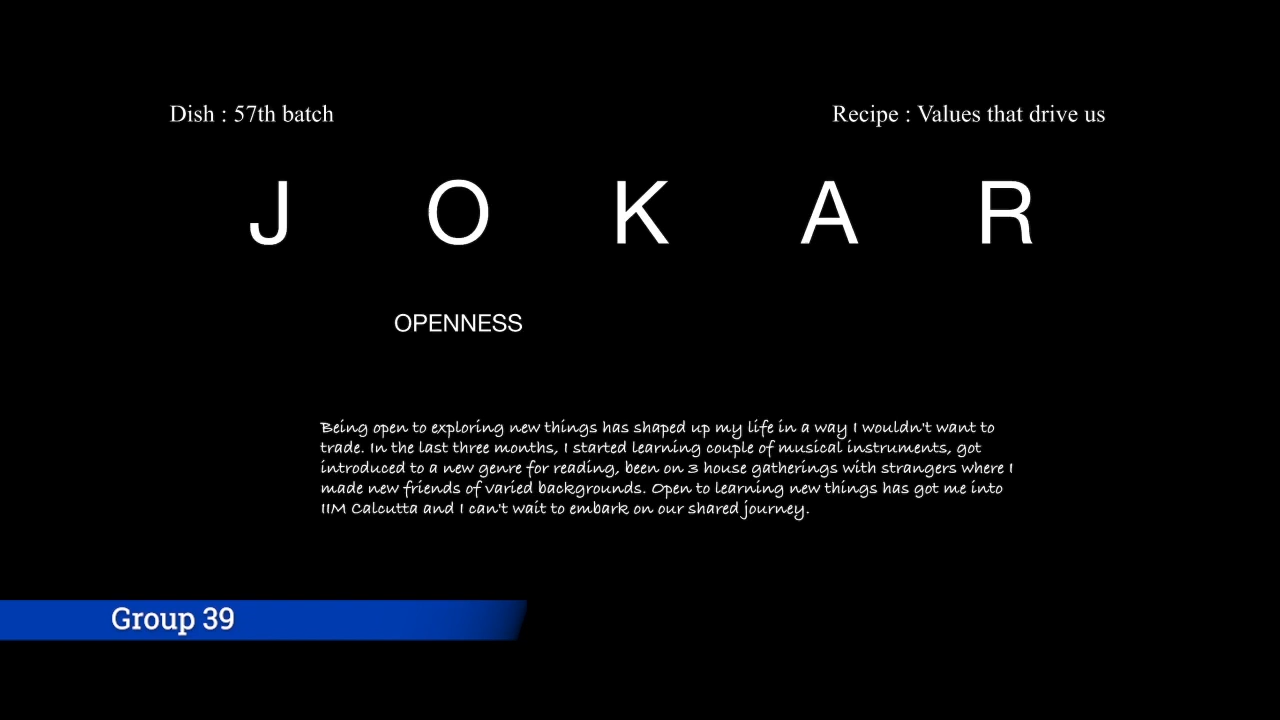 Dish : 57th batch
Recipe : Values that drive us
J O K A R
OPENNESS
Being open to exploring new things has shaped up my life in a way I wouldn't want to
trade. In the last three months, I started learning couple of musical instruments, got
introduced to a new genre for reading, been on 3 house gatherings with strangers where I
made new friends of varied backgrounds. Open to learning new things has got me into
IIM Calcutta and I can't wait to embark on our shared journey.
Group 39